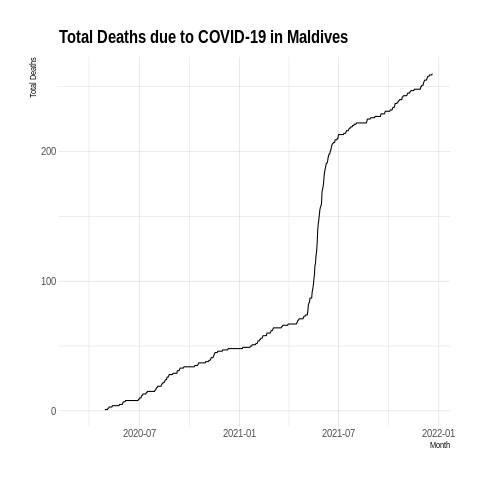 Total Deaths due to COVID-19 in Maldives
Total Deaths
200
100
0
2020-07 2021-01 2021-07 2022-01
Month